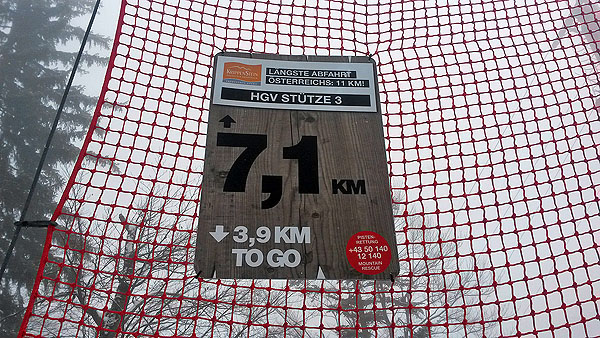 KRIPPENSTEIN
LÄNGSTE ABFAHRT
ÖSTERREICHS: 11 KM!
HGV STÜTZE 3
7,1 KM
3,9 KM
TO GO
PISTEN-
RETTUNG
+43 50 140
12 140
MOUNTAIN
RESCUE